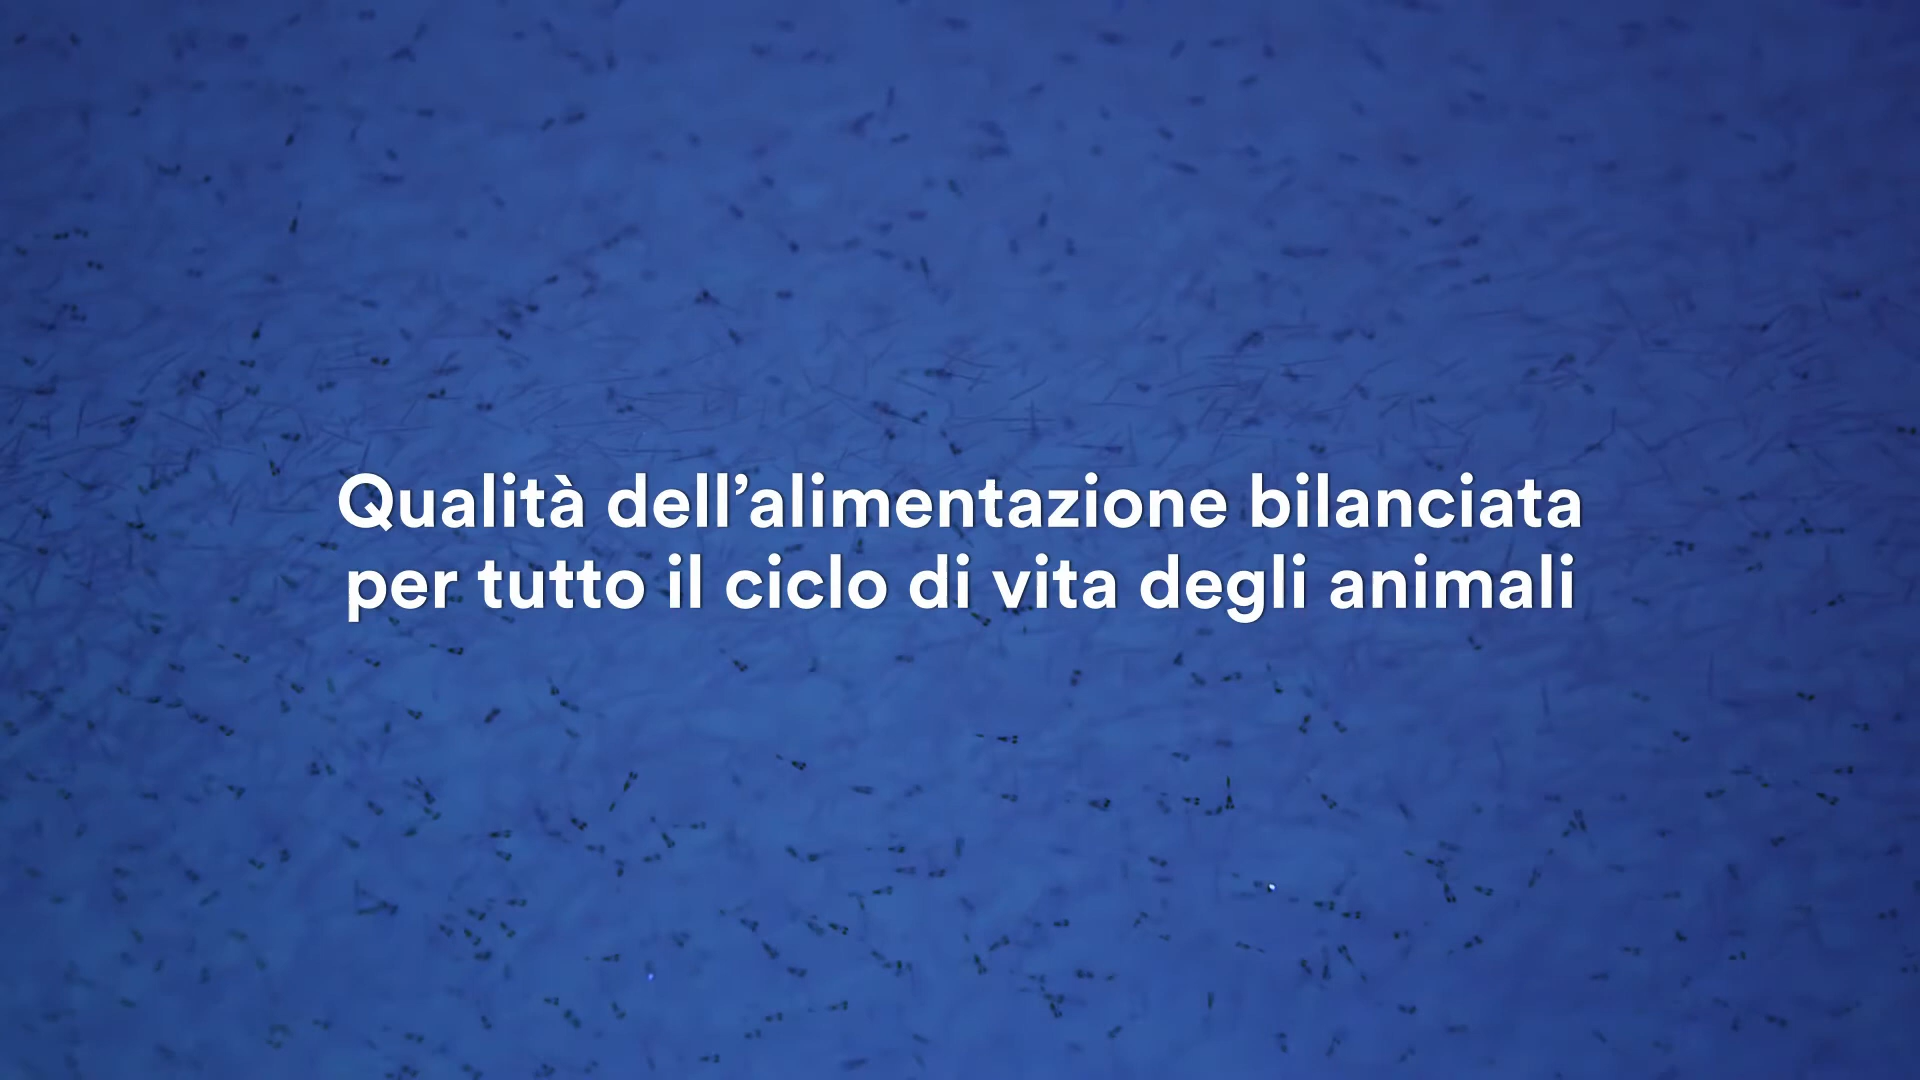 Qualità dell’alimentazione bilanciata
per tutto il ciclo di vita degli animali